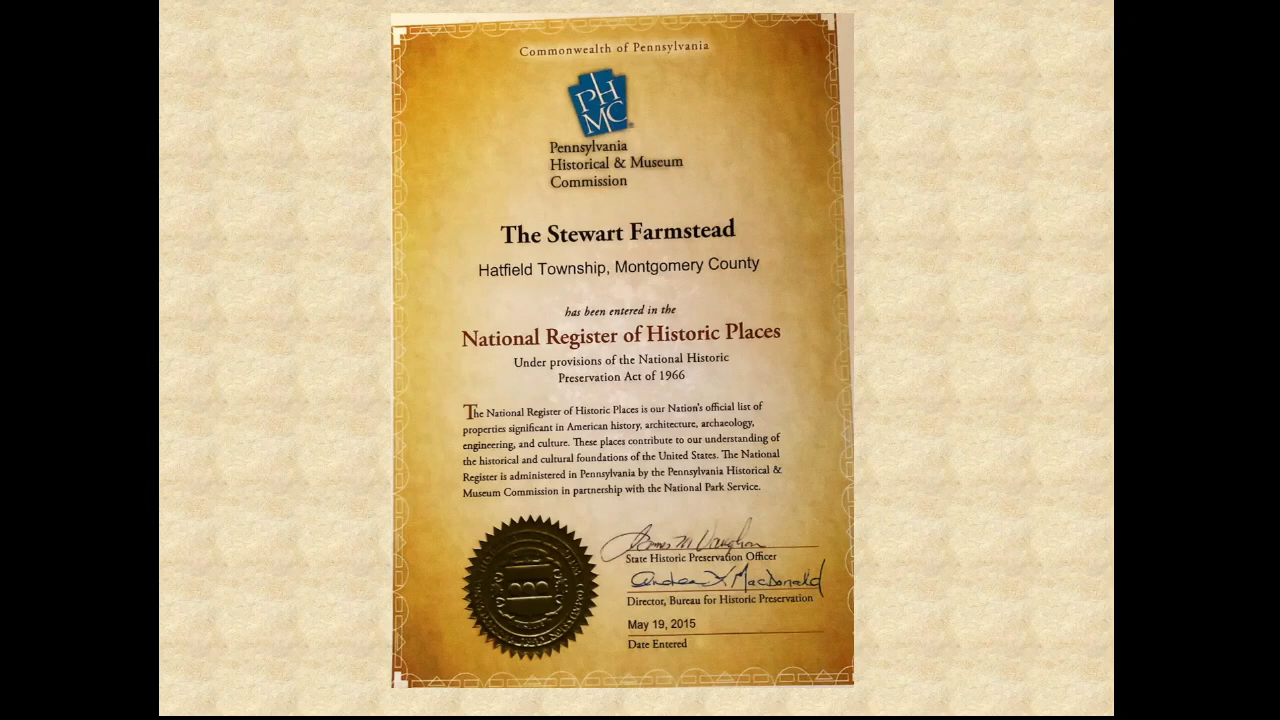 Commonwealth of Pennsylvania
PH
MC
Pennsylvania
Historical & Museum
Commission
The Stewart Farmstead
Hatfield Township, Montgomery County
has been entered in the
National Register of Historic Places
Under provisions of the National Historic
Preservation Act of 1966
The National Register of Historic Places is our Nation's official list of
properties significant in American history, architecture, archaeology,
engineering, and culture. These places contribute to our understanding of
the historical and cultural foundations of the United States. The National
Register is administered in Pennsylvania by the Pennsylvania Historical &
Museum Commission in partnership with the National Park Service.
James M Vaughan
State Historic Preservation Officer
Andrea L MacDonald
Director, Bureau for Historic Preservation
May 19, 2015
Date Entered